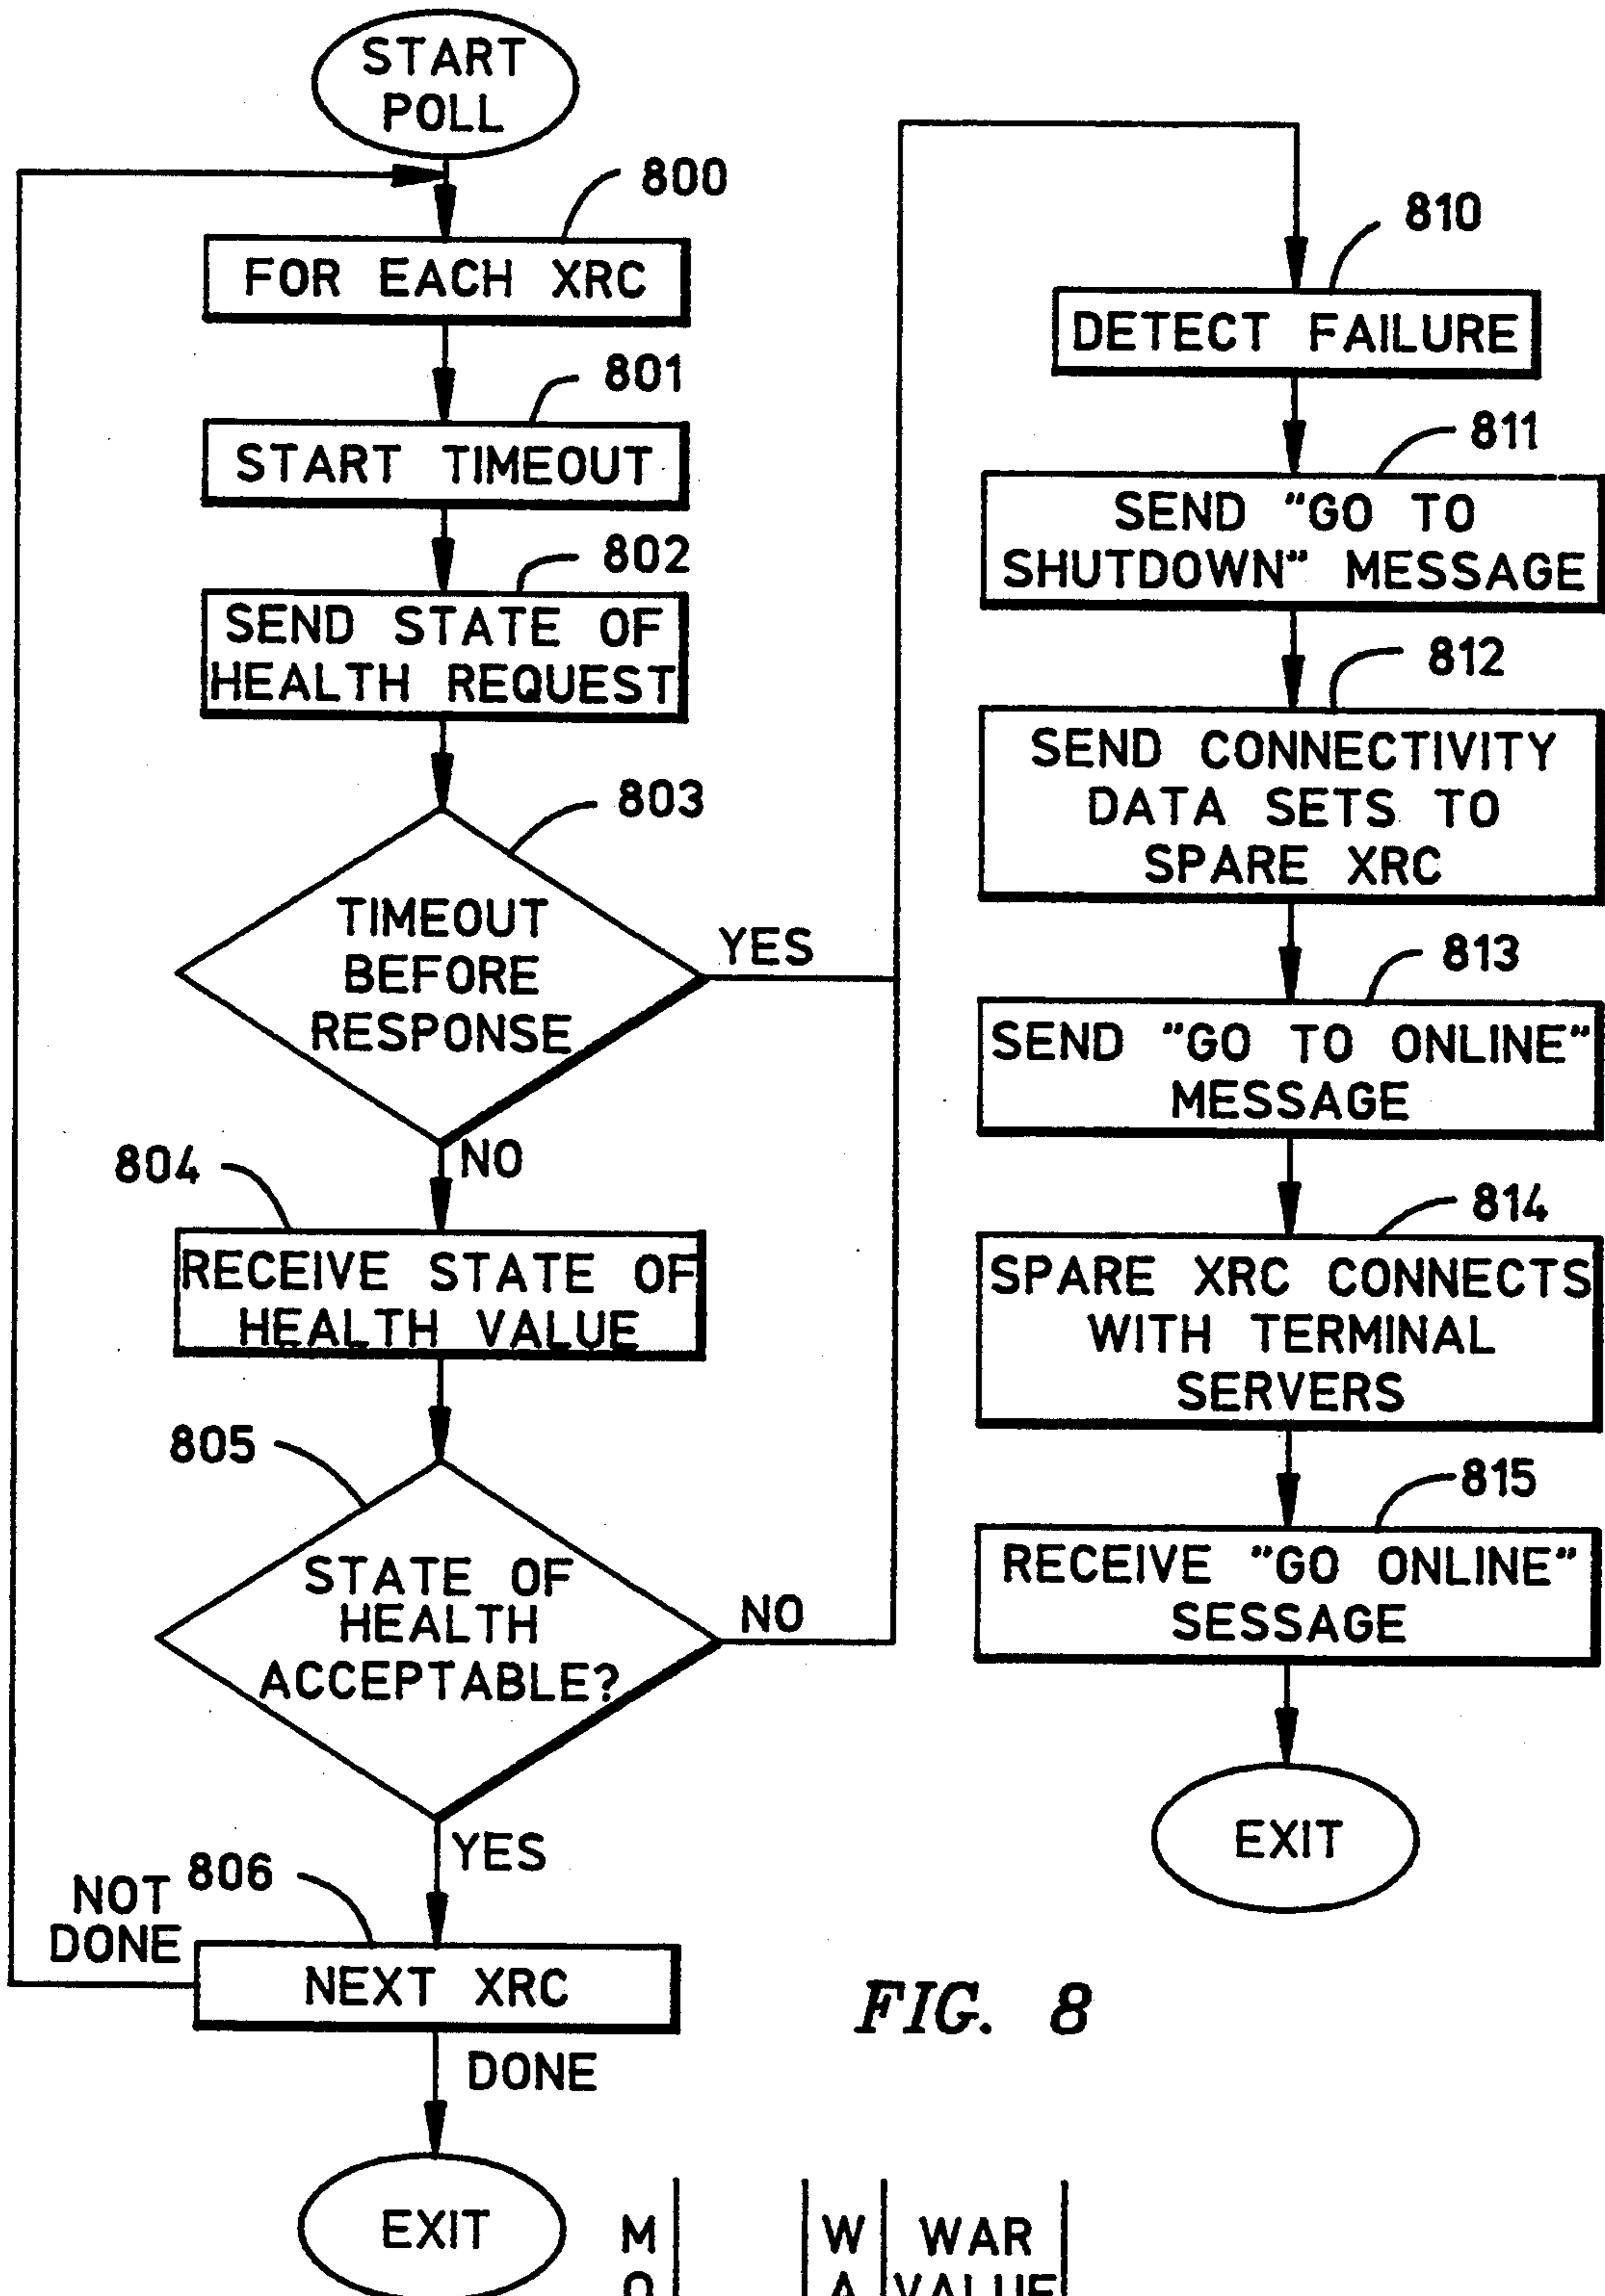 START
POLL
800
FOR EACH XRC
801
START TIMEOUT
802
SEND STATE OF
HEALTH REQUEST
803
TIMEOUT
BEFORE
RESPONSE
YES
NO
804
RECEIVE STATE OF
HEALTH VALUE
805
STATE OF
HEALTH
ACCEPTABLE?
NO
YES
806
NOT
DONE
NEXT XRC
DONE
EXIT
810
DETECT FAILURE
811
SEND "GO TO
SHUTDOWN" MESSAGE
812
SEND CONNECTIVITY
DATA SETS TO
SPARE XRC
813
SEND "GO TO ONLINE"
MESSAGE
814
SPARE XRC CONNECTS
WITH TERMINAL
SERVERS
815
RECEIVE "GO ONLINE"
SESSAGE
EXIT
FIG. 8
M W WAR
VALUE